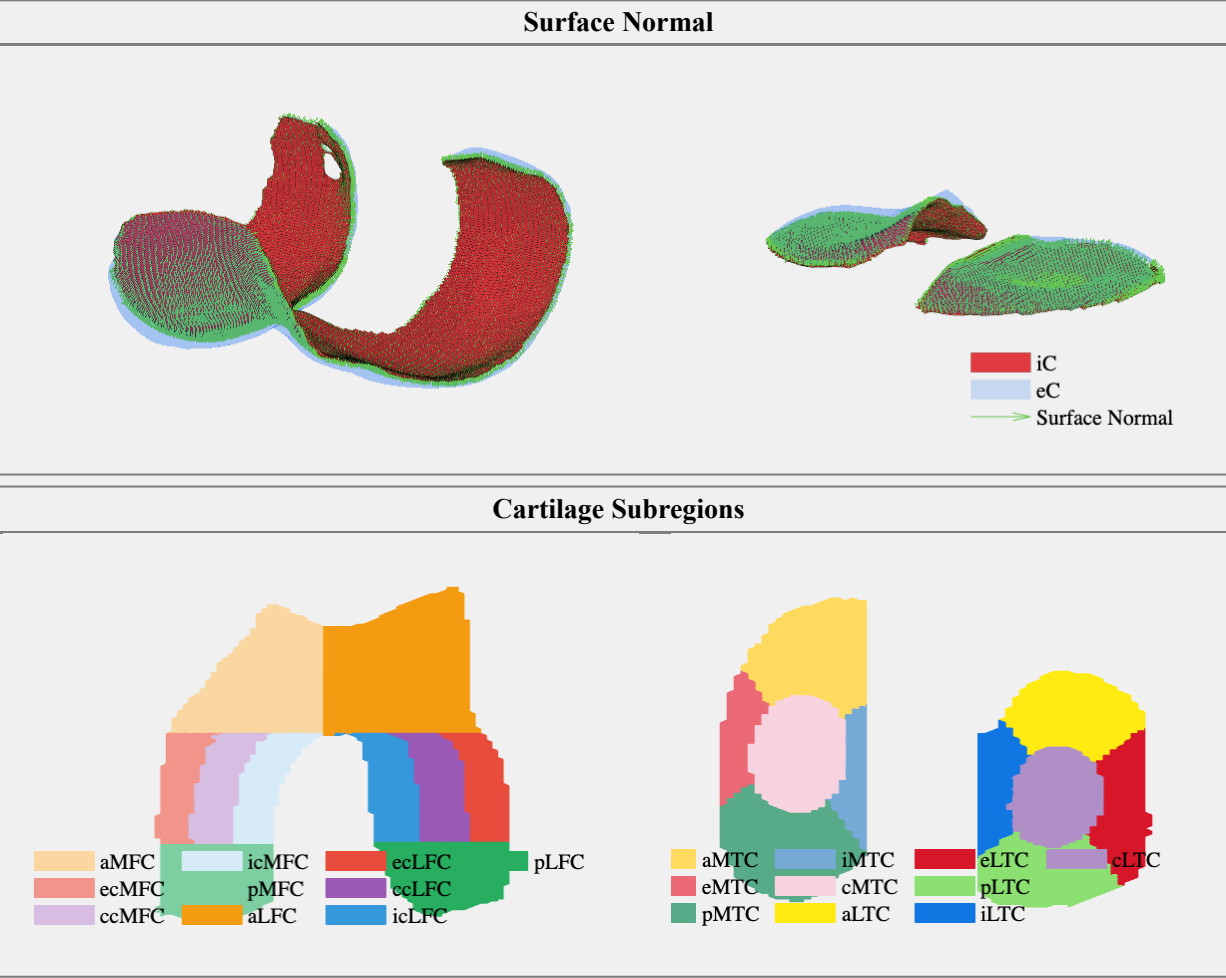 Surface Normal
iC
eC
Surface Normal
Cartilage Subregions
aMFC icMFC ecLFC pLFC
ecMFC pMFC ccLFC
ccMFC aLFC icLFC
aMTC iMTC eLTC cLTC
eMTC cMTC pLTC
pMTC aLTC iLTC